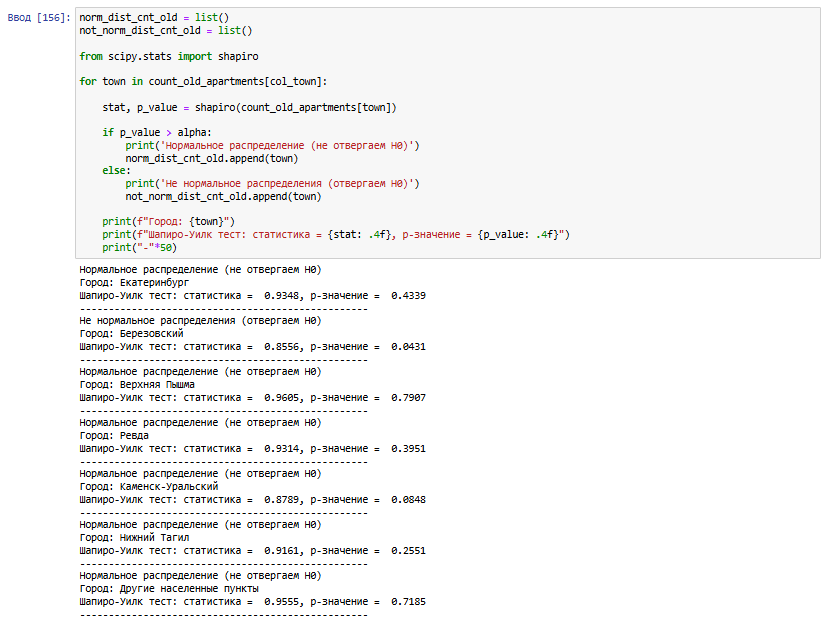 Ввод [156]:
norm_dist_cnt_old = list()
not_norm_dist_cnt_old = list()
from scipy.stats import shapiro
for town in count_old_apartments[col_town]:
stat, p_value = shapiro(count_old_apartments[town])
if p_value > alpha:
print('Нормальное распределение (не отвергаем H0)')
norm_dist_cnt_old.append(town)
else:
print('Не нормальное распределения (отвергаем H0)')
not_norm_dist_cnt_old.append(town)
print(f"Город: {town}")
print(f"Шапиро-Уилк тест: статистика = {stat: .4f}, p-значение = {p_value: .4f}")
print("-"*50)
Нормальное распределение (не отвергаем H0)
Город: Екатеринбург
Шапиро-Уилк тест: статистика =  0.9348, p-значение =  0.4339
--------------------------------------------------
Не нормальное распределения (отвергаем H0)
Город: Березовский
Шапиро-Уилк тест: статистика =  0.8556, p-значение =  0.0431
--------------------------------------------------
Нормальное распределение (не отвергаем H0)
Город: Верхняя Пышма
Шапиро-Уилк тест: статистика =  0.9605, p-значение =  0.7907
--------------------------------------------------
Нормальное распределение (не отвергаем H0)
Город: Ревда
Шапиро-Уилк тест: статистика =  0.9314, p-значение =  0.3951
--------------------------------------------------
Нормальное распределение (не отвергаем H0)
Город: Каменск-Уральский
Шапиро-Уилк тест: статистика =  0.8789, p-значение =  0.0848
--------------------------------------------------
Нормальное распределение (не отвергаем H0)
Город: Нижний Тагил
Шапиро-Уилк тест: статистика =  0.9161, p-значение =  0.2551
--------------------------------------------------
Нормальное распределение (не отвергаем H0)
Город: Другие населенные пункты
Шапиро-Уилк тест: статистика =  0.9555, p-значение =  0.7185
--------------------------------------------------